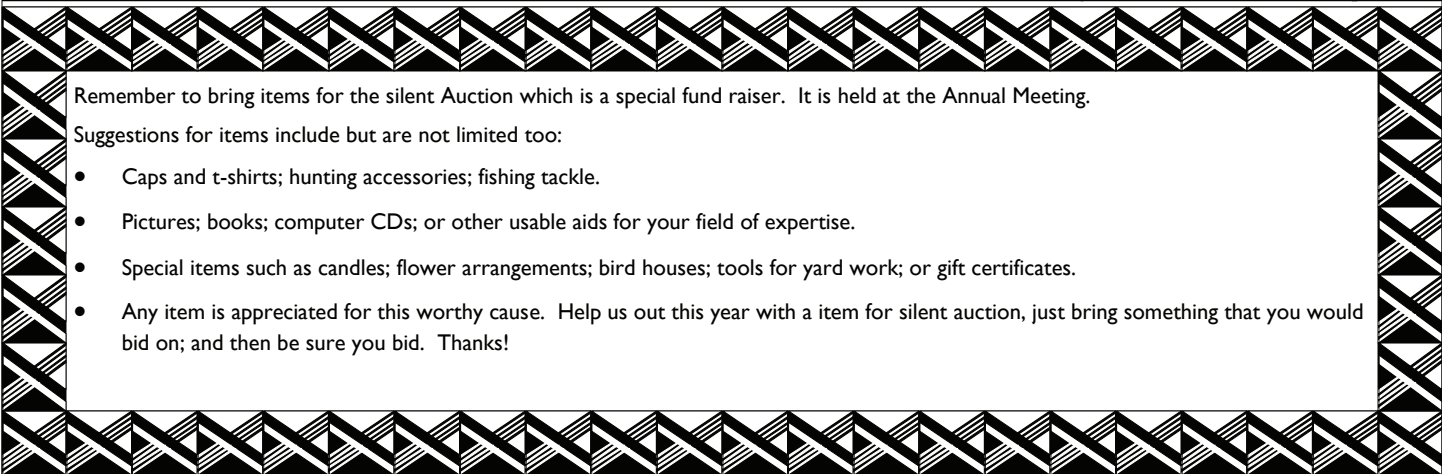 Remember to bring items for the silent Auction which is a special fund raiser.  It is held at the Annual Meeting.
Suggestions for items include but are not limited too:
• Caps and t-shirts; hunting accessories; fishing tackle.
• Pictures; books; computer CDs; or other usable aids for your field of expertise.
• Special items such as candles; flower arrangements; bird houses; tools for yard work; or gift certificates.
• Any item is appreciated for this worthy cause.  Help us out this year with a item for silent auction, just bring something that you would
bid on; and then be sure you bid.  Thanks!